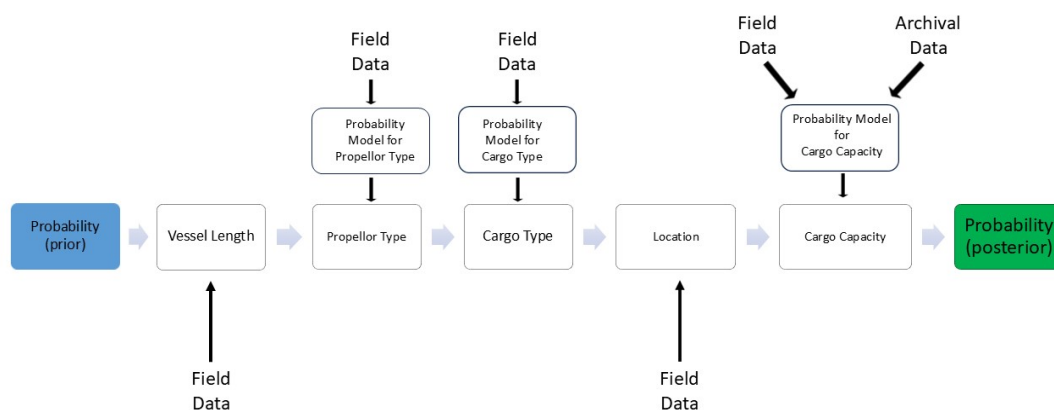 Field
Data
Field
Data
Field
Data
Archival
Data
Probability
Model for
Propellor Type
Probability
Model for
Cargo Type
Probability Model
for
Cargo Capacity
Probability
(prior)
Vessel Length
Propellor Type
Cargo Type
Location
Cargo Capacity
Probability
(posterior)
Field
Data
Field
Data